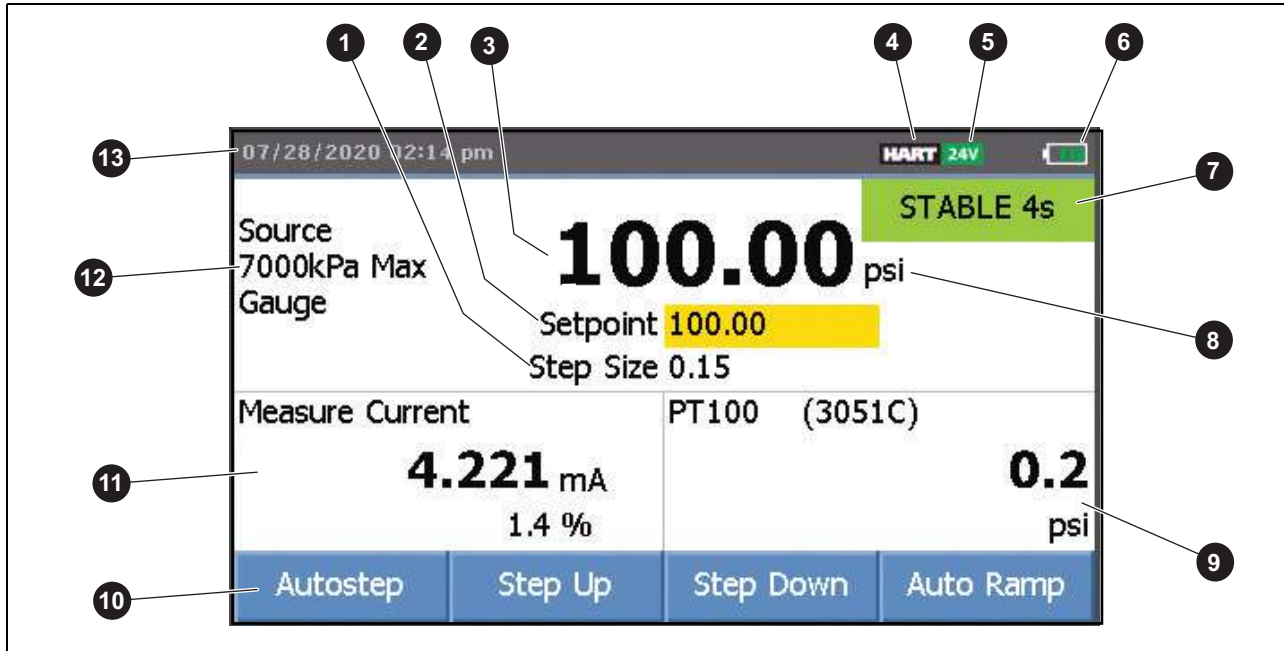 1 2 3 4 5 6
13 07/28/2020 02:14 pm HART 24V
7 STABLE 4s
Source
12 7000kPa Max
Gauge
100.00 psi
8
Setpoint 100.00
Step Size 0.15
Measure Current
PT100 (3051C)
11 4.221 mA
1.4 %
0.2
psi
9
10 Autostep Step Up Step Down Auto Ramp